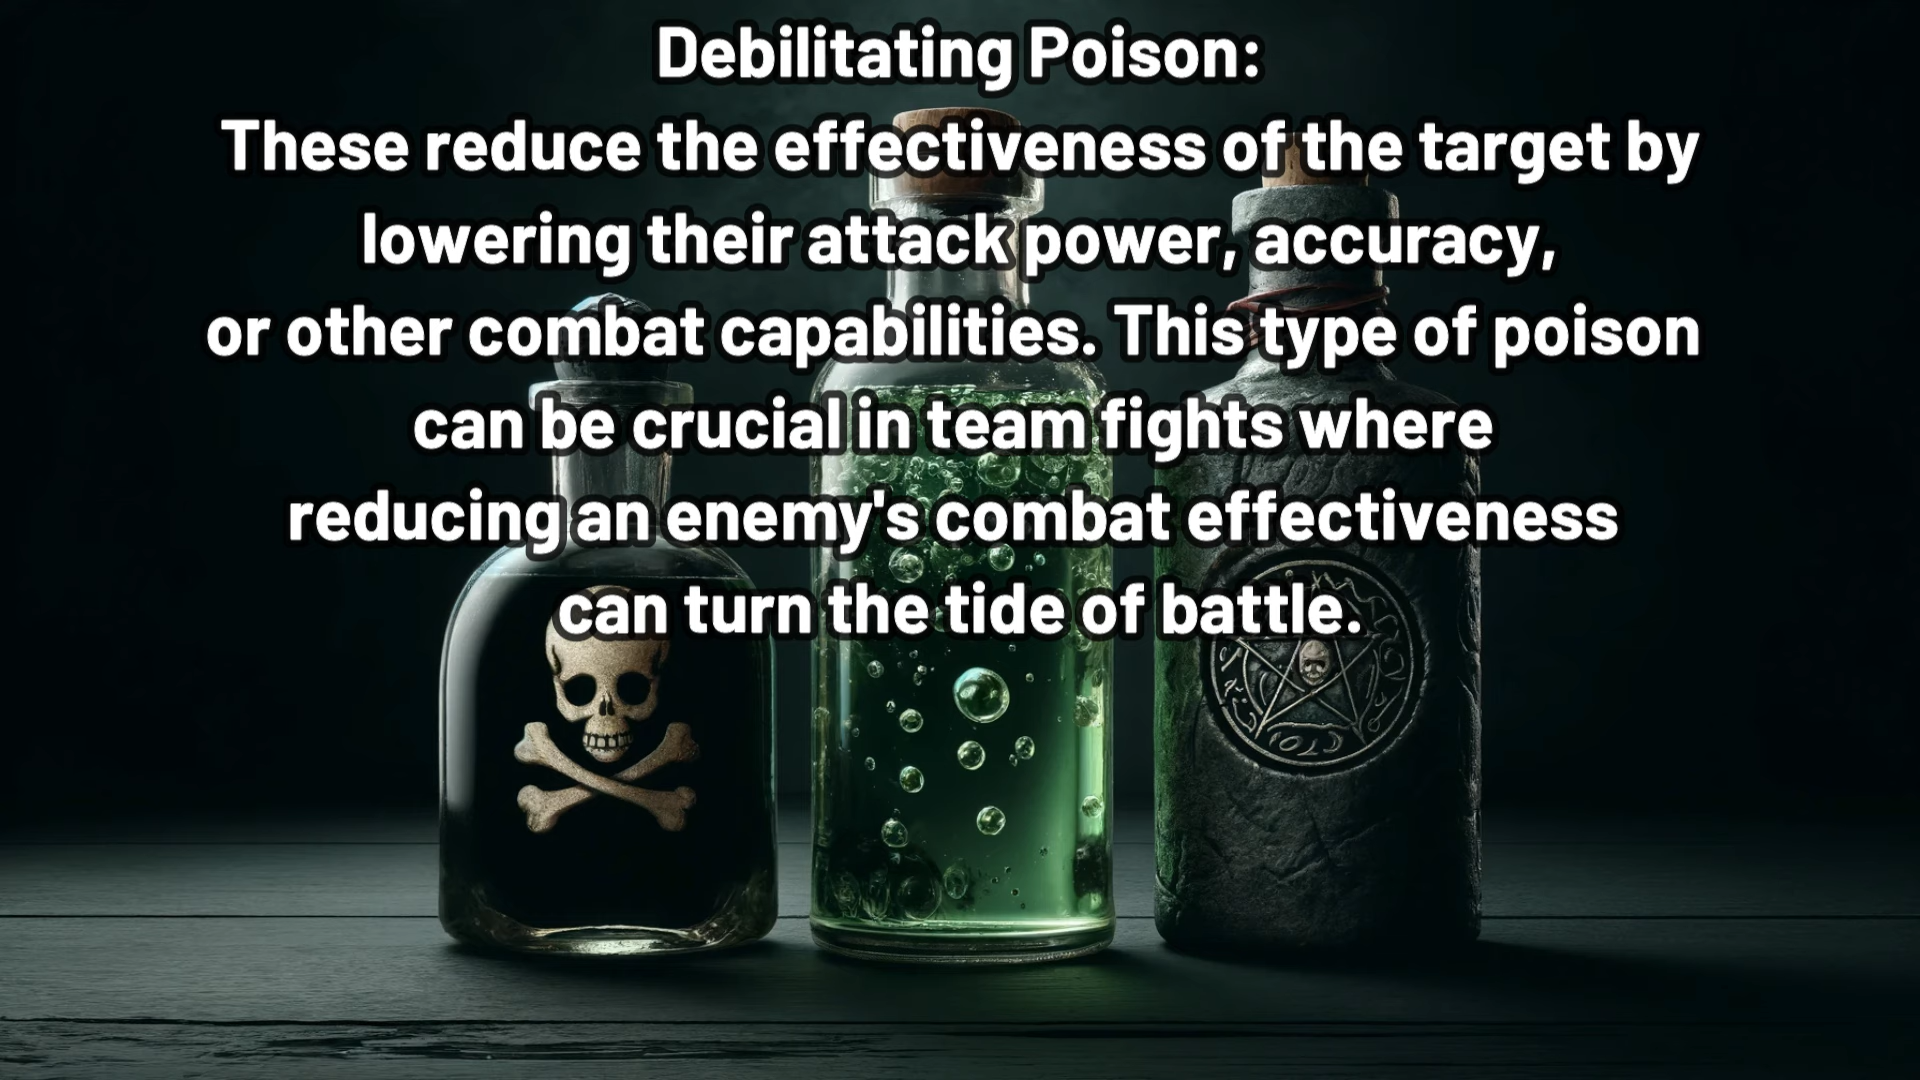 Debilitating Poison:
These reduce the effectiveness of the target by
lowering their attack power, accuracy,
or other combat capabilities. This type of poison
can be crucial in team fights where
reducing an enemy's combat effectiveness
can turn the tide of battle.